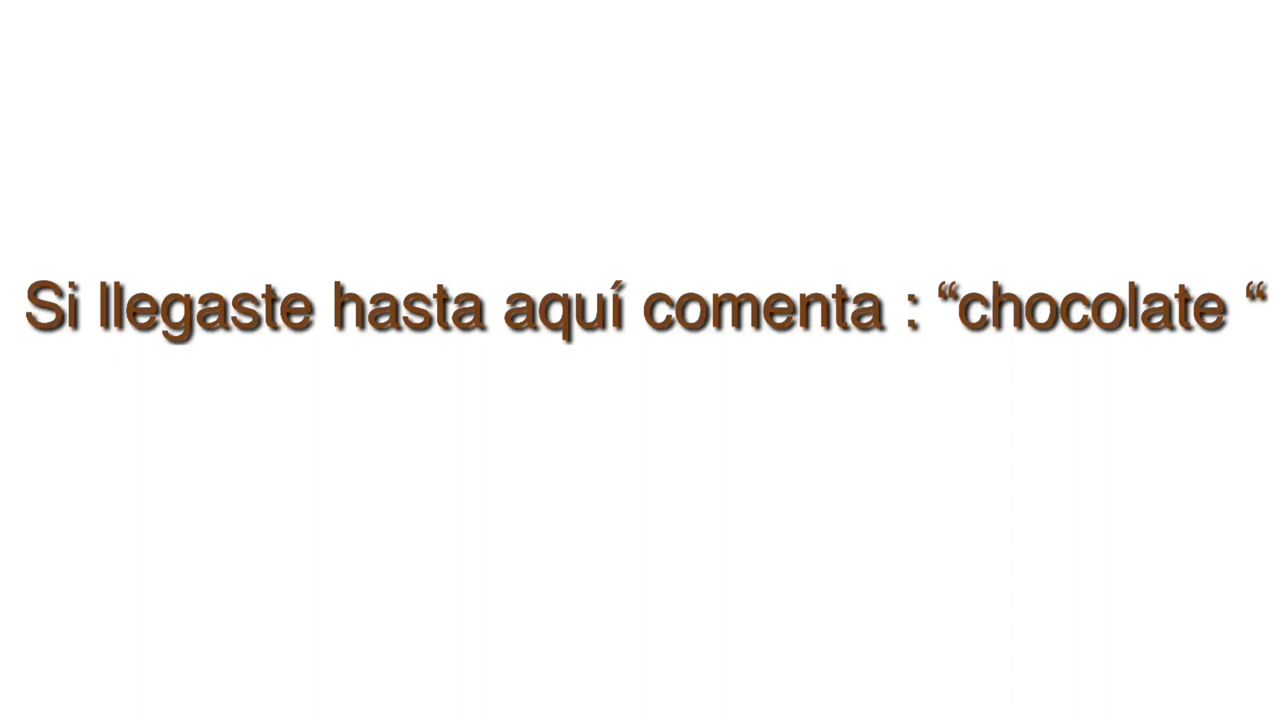 Si llegaste hasta aquí comenta : “chocolate “